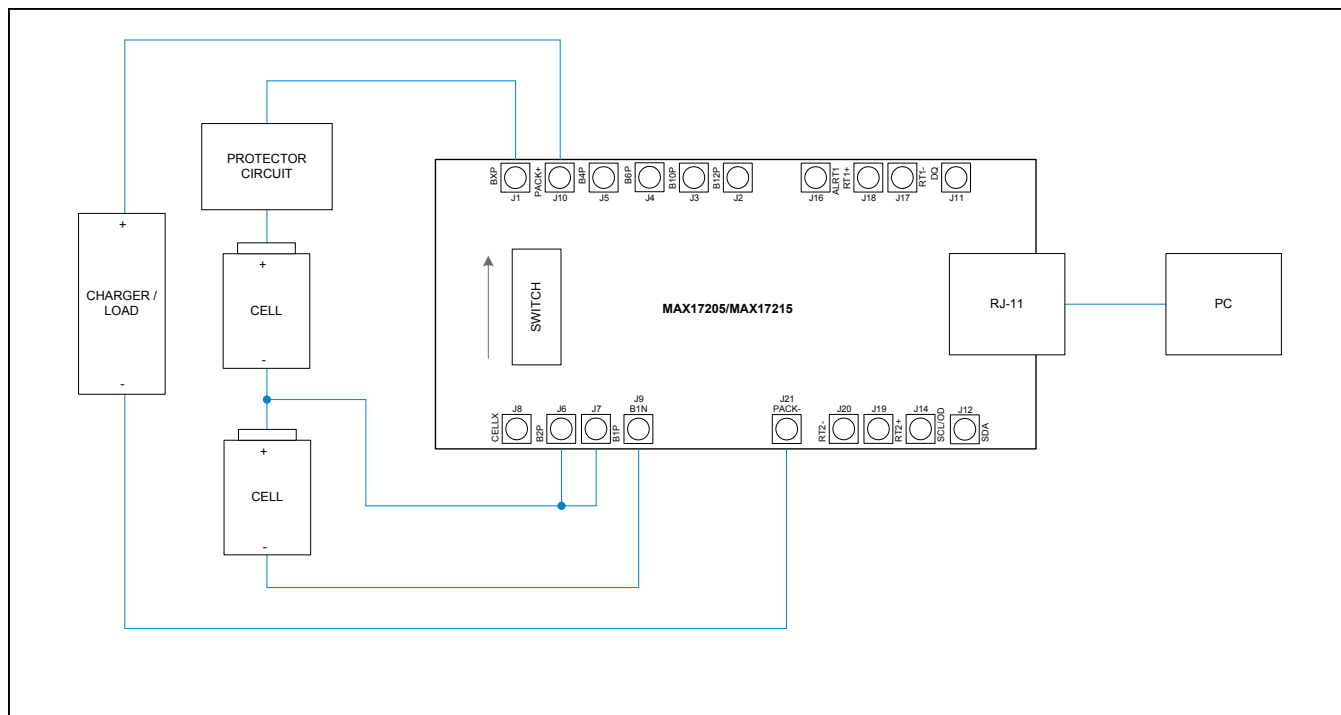 PROTECTOR
CIRCUIT
+
CHARGER /
LOAD
-
+
CELL
-
+
CELL
-
BXP
PACK+
B4P
B6P
B10P
B12P
ALRT1
RT1+
RT1-
DQ
J1
J10
J5
J4
J3
J2
J16
J18
J17
J11
SWITCH
MAX17205/MAX17215
RJ-11
PC
CELLX
J8
B2P
J6
J7
B1P
J9
B1N
J21
PACK-
RT2-
J20
J19
RT2+
J14
SCL/OD
J12
SDA